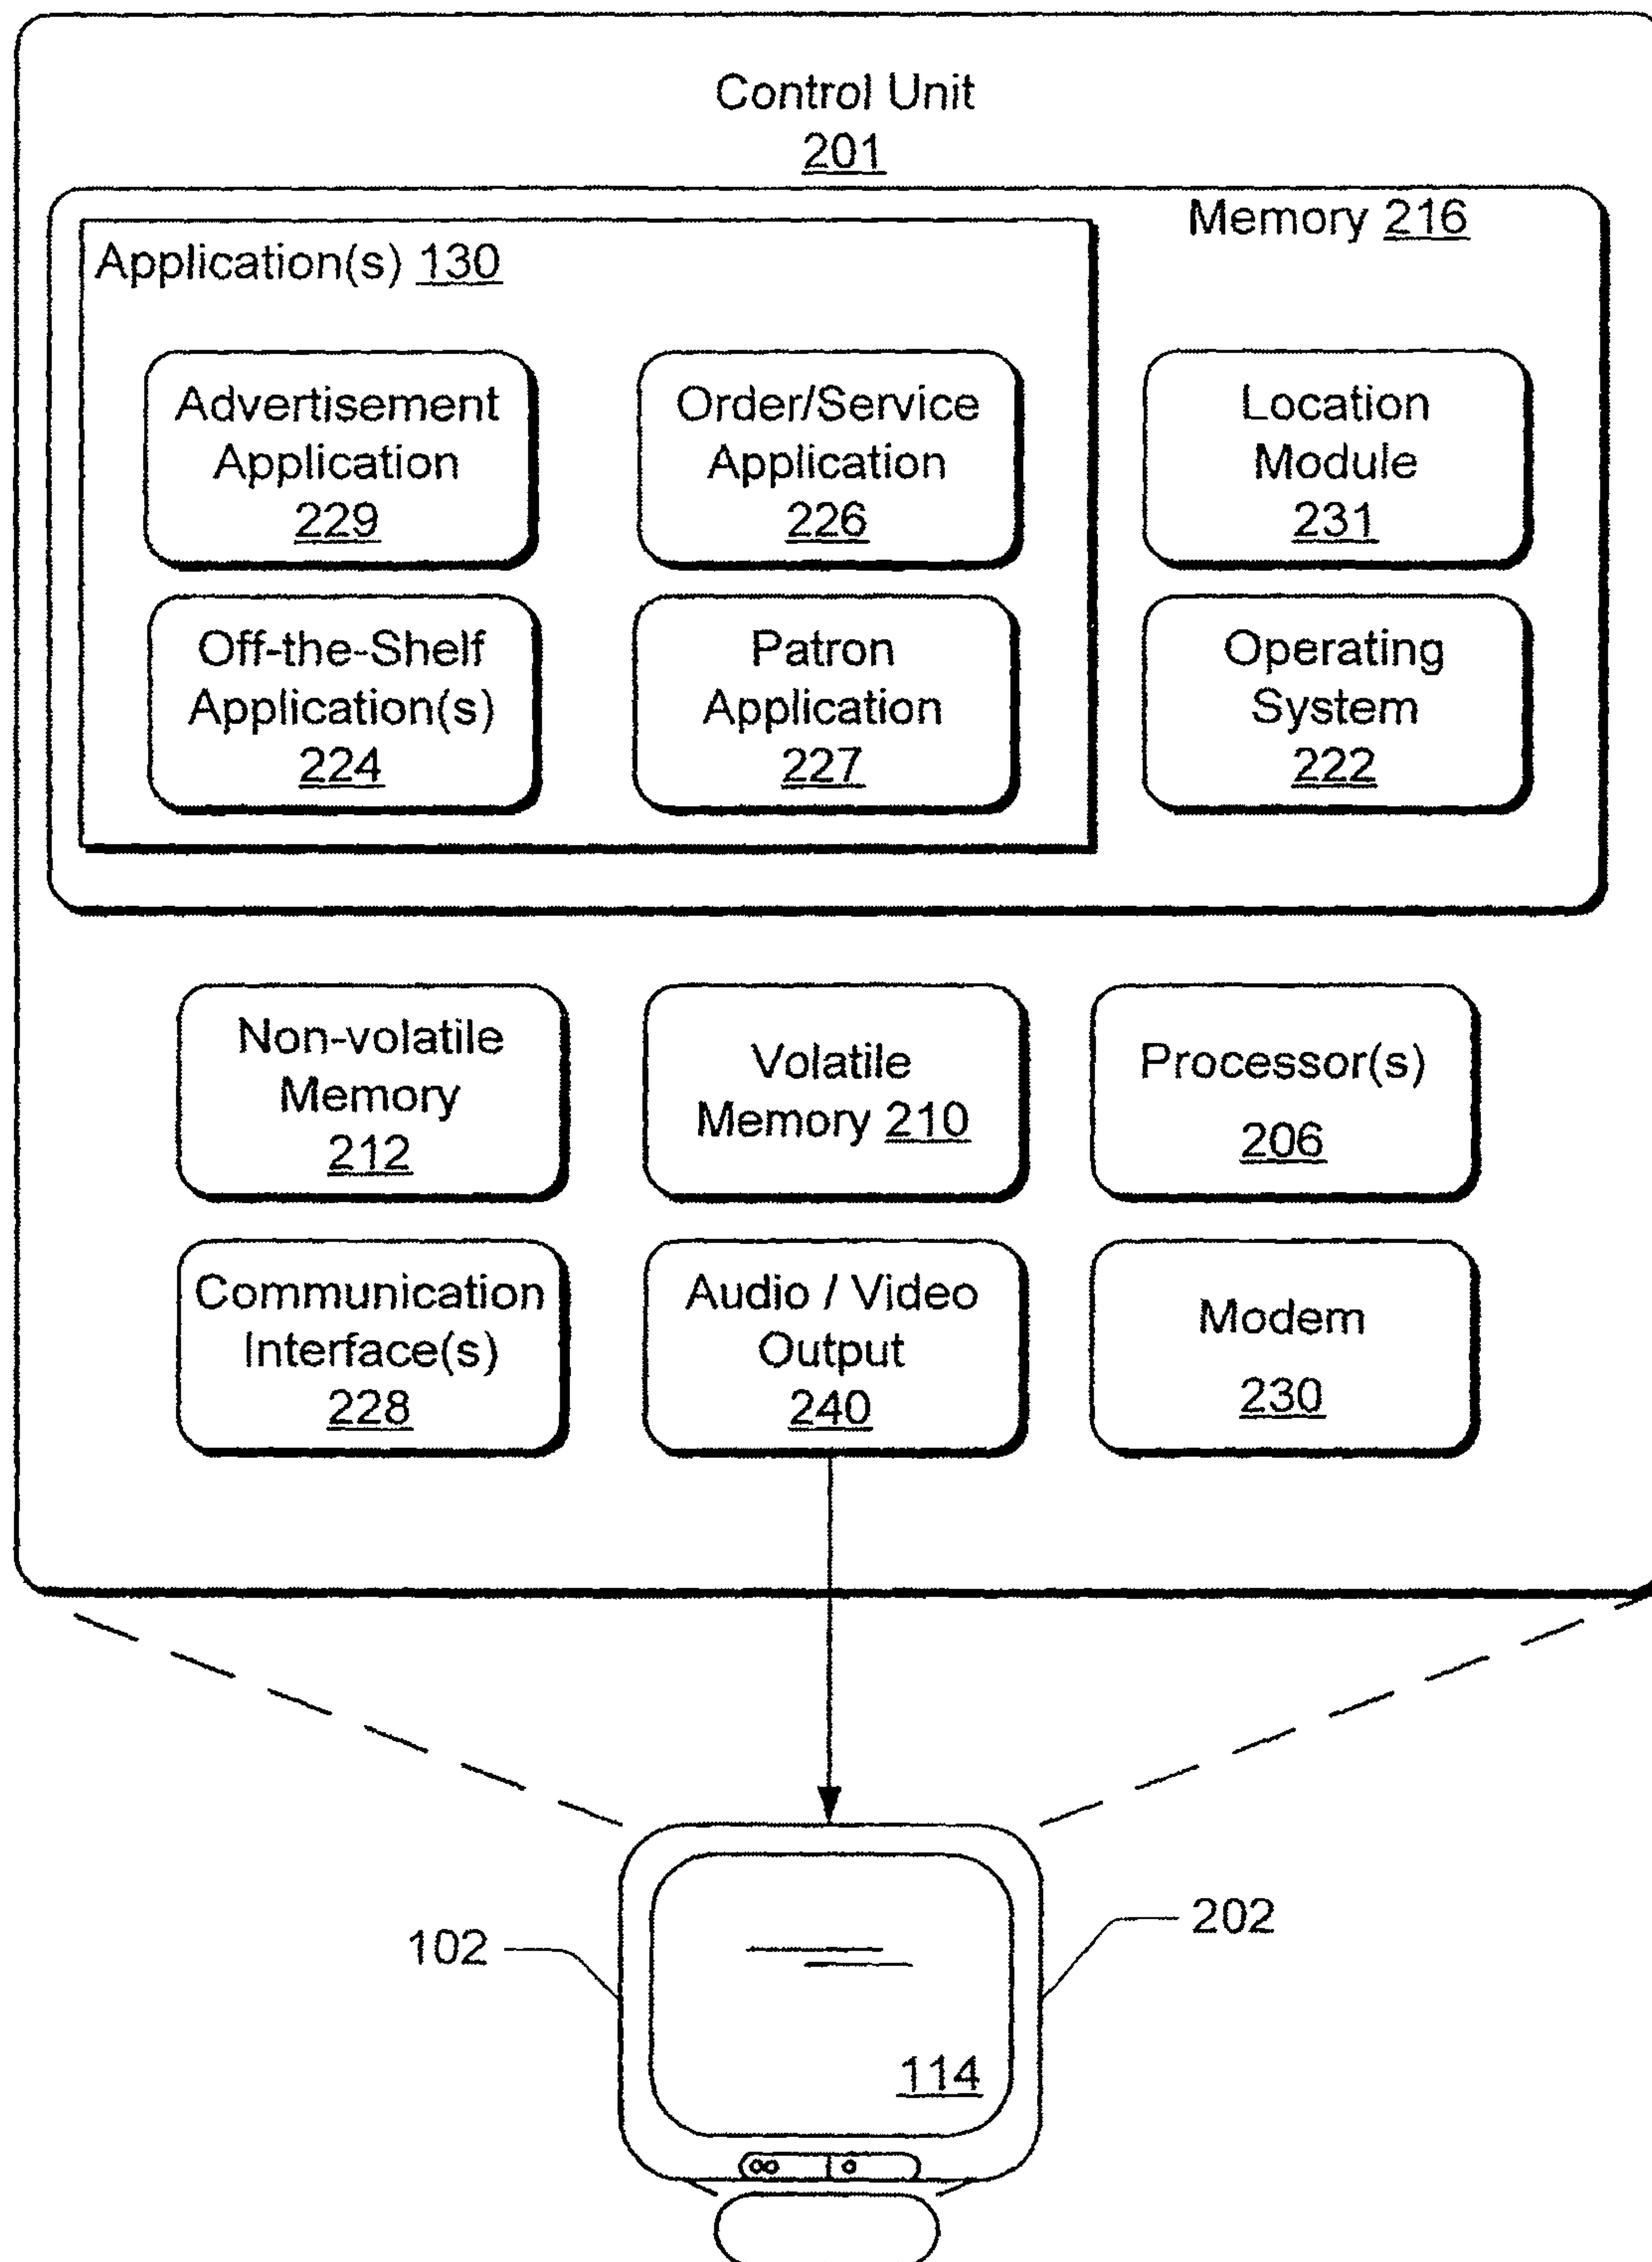 Control Unit
201
Memory 216
Application(s) 130
Advertisement
Application
229
Order/Service
Application
226
Location
Module
231
Off-the-Shelf
Application(s)
224
Patron
Application
227
Operating
System
222
Non-volatile
Memory
212
Volatile
Memory 210
Processor(s)
206
Communication
Interface(s)
228
Audio / Video
Output
240
Modem
230
102
202
114